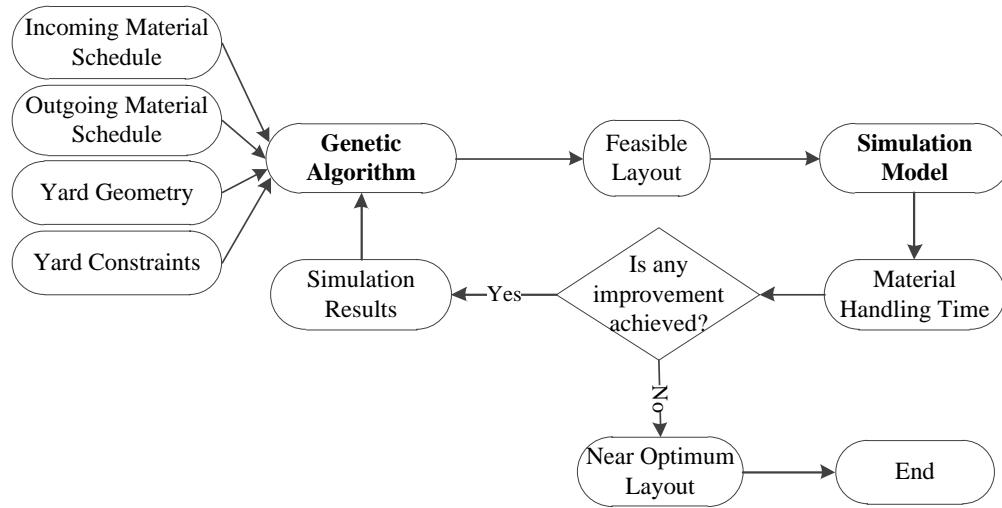 Incoming Material
Schedule
Outgoing Material
Schedule
Yard Geometry
Yard Constraints
Genetic
Algorithm
Feasible
Layout
Simulation
Model
Material
Handling Time
Is any
improvement
achieved?
Yes
Simulation
Results
No
Near Optimum
Layout
End